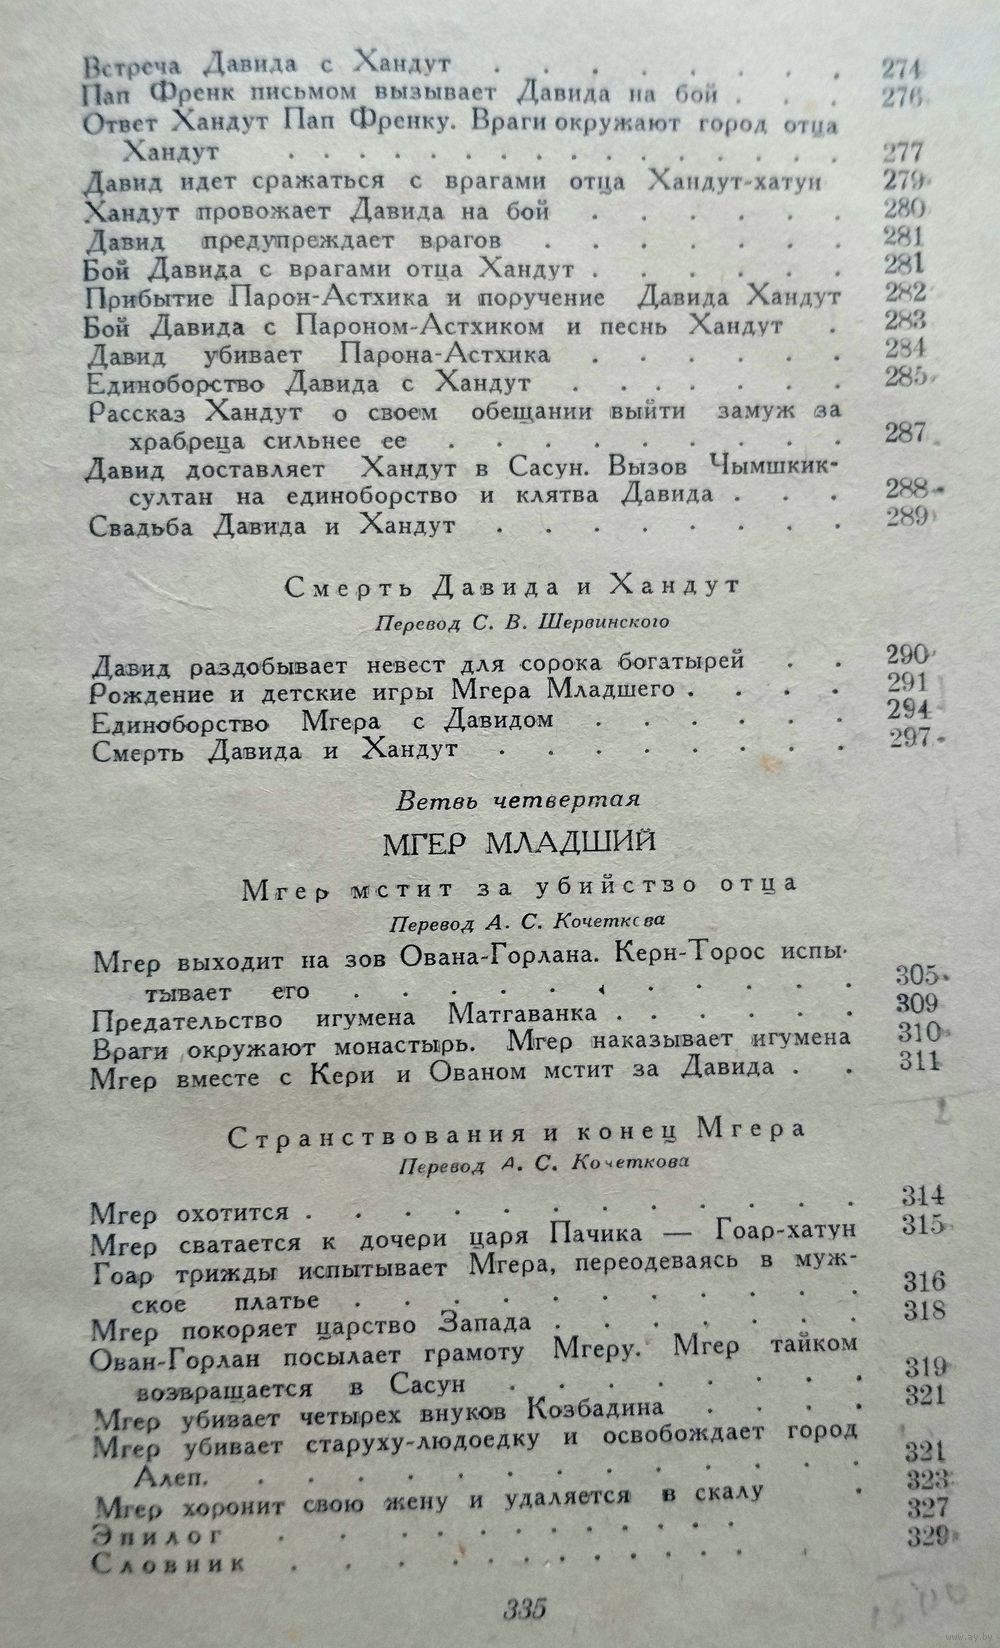 Встреча Давида с Хандут . . . . . . . . 274
Пап Френк письмом вызывает Давида на бой . . . 276
Ответ Хандут Пап Френку. Враги окружают город отца
Хандут . . . . . . . . . . . . . 277
Давид идет сражаться с врагами отца Хандут-хатун 279
Хандут провожает Давида на бой . . . . . . 280
Давид предупреждает врагов . . . . . . . 281
Бой Давида с врагами отца Хандут . . . . . . 281
Прибытие Парон-Астхика и поручение Давида Хандут 282
Бой Давида с Пароном-Астхиком и песнь Хандут . 283
Давид убивает Парона-Астхика . . . . . . 284
Единоборство Давида с Хандут . . . . . . . 285
Рассказ Хандут о своем обещании выйти замуж за
храбреца сильнее ее . . . . . . . . . 287
Давид доставляет Хандут в Сасун. Вызов Чымшкик-
султан на единоборство и клятва Давида . . . 288
Свадьба Давида и Хандут . . . . . . . . 289
Смерть Давида и Хандут
Перевод С. В. Шервинского
Давид раздобывает невест для сорока богатырей . . 290
Рождение и детские игры Мгера Младшего . . . . 291
Единоборство Мгера с Давидом . . . . . . 294
Смерть Давида и Хандут . . . . . . . . 297
Ветвь четвертая
МГЕР МЛАДШИЙ
Мгер мстит за убийство отца
Перевод А. С. Кочеткова
Мгер выходит на зов Ована-Горлана. Кери-Торос испы-
тывает его . . . . . . . . . . . 305
Предательство игумена Матгаванка . . . . . . 309
Враги окружают монастырь. Мгер наказывает игумена 310
Мгер вместе с Кери и Ованом мстит за Давида . . 311
Странствования и конец Мгера
Перевод А. С. Кочеткова
Мгер охотится . . . . . . . . . . . . 314
Мгер сватается к дочери царя Пачика — Гоар-хатун 315
Гоар трижды испытывает Мгера, переодеваясь в муж-
ское платье . . . . . . . . . . . 316
Мгер покоряет царство Запада . . . . . . . 318
Ован-Горлан посылает грамоту Мгеру. Мгер тайком
возвращается в Сасун . . . . . . . . 319
Мгер убивает четырех внуков Козбадина . . . . 321
Мгер убивает старуху-людоедку и освобождает город
Алеп. . . . . . . . . . . . . . . 321
Мгер хоронит свою жену и удаляется в скалу . 323
Эпилог . . . . . . . . . . . 327
Словник . . . . . . . . . . . 329
335
www.ay.by